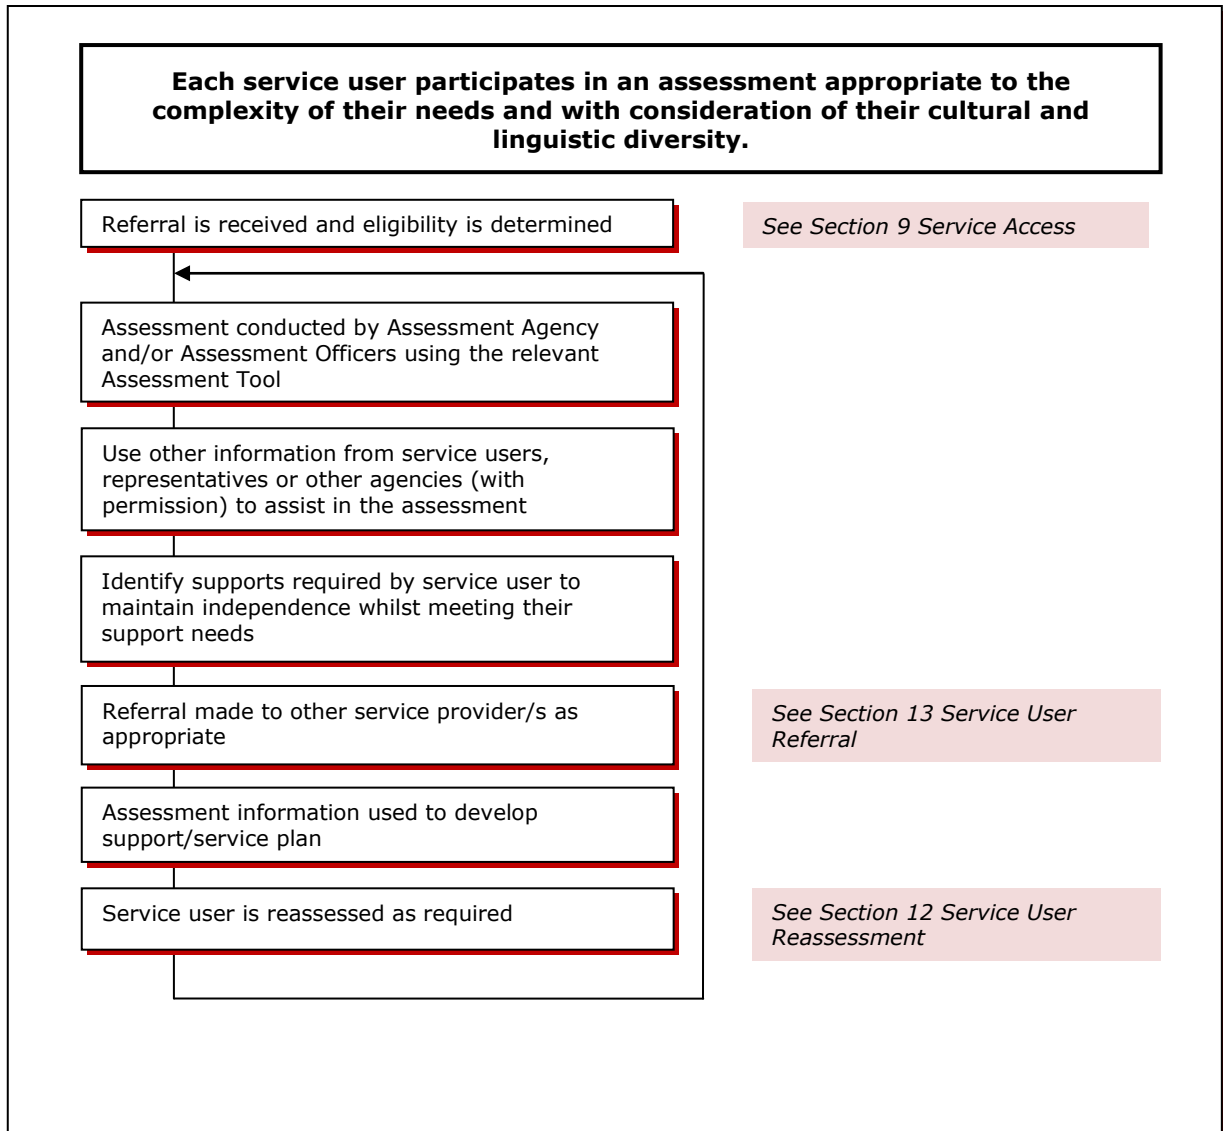 Each service user participates in an assessment appropriate to the
complexity of their needs and with consideration of their cultural and
linguistic diversity.
Referral is received and eligibility is determined
See Section 9 Service Access
Assessment conducted by Assessment Agency
and/or Assessment Officers using the relevant
Assessment Tool
Use other information from service users,
representatives or other agencies (with
permission) to assist in the assessment
Identify supports required by service user to
maintain independence whilst meeting their
support needs
Referral made to other service provider/s as
appropriate
See Section 13 Service User
Referral
Assessment information used to develop
support/service plan
Service user is reassessed as required
See Section 12 Service User
Reassessment